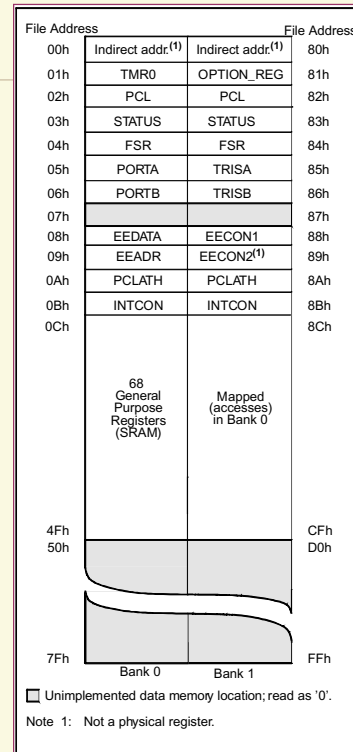 File Address File Address
00h Indirect addr.(1) Indirect addr.(1) 80h
01h TMR0 OPTION_REG 81h
02h PCL PCL 82h
03h STATUS STATUS 83h
04h FSR FSR 84h
05h PORTA TRISA 85h
06h PORTB TRISB 86h
07h 87h
08h EEDATA EECON1 88h
09h EEADR EECON2(1) 89h
0Ah PCLATH PCLATH 8Ah
0Bh INTCON INTCON 8Bh
0Ch 8Ch
68
General
Purpose
Registers
(SRAM)
Mapped
(accesses)
in Bank 0
4Fh CFh
50h D0h
7Fh FFh
Bank 0 Bank 1
Unimplemented data memory location; read as '0'.
Note 1: Not a physical register.